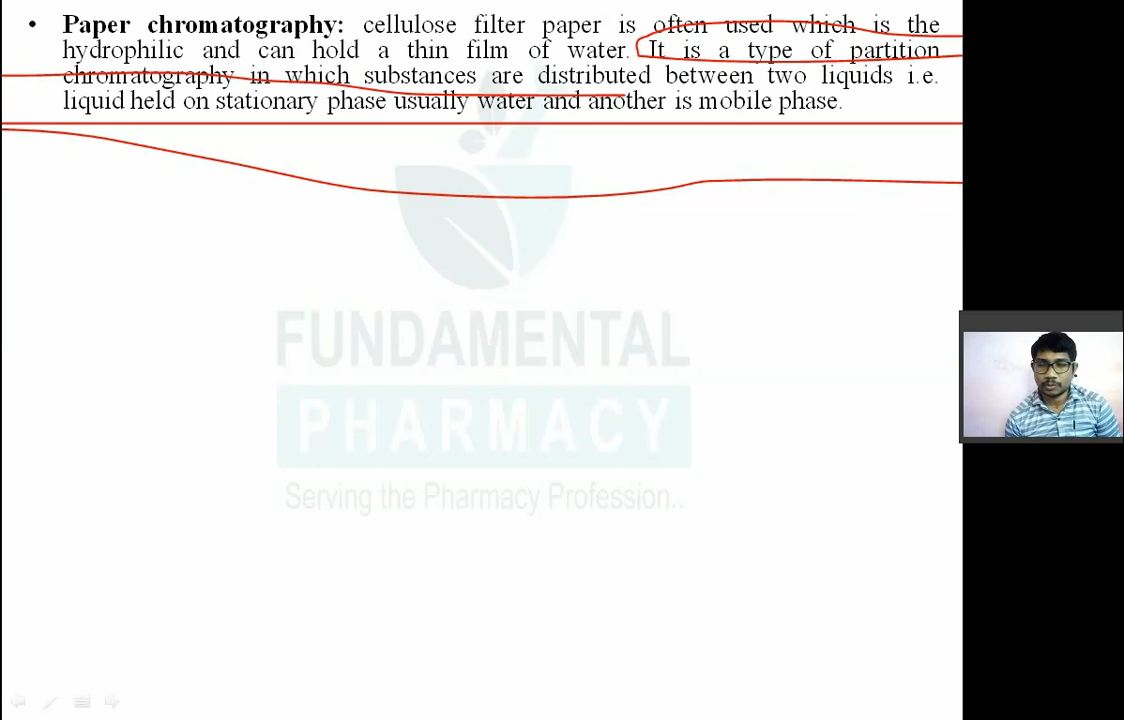 • Paper chromatography: cellulose filter paper is often used which is the
hydrophilic and can hold a thin film of water. It is a type of partition
chromatography in which substances are distributed between two liquids i.e.
liquid held on stationary phase usually water and another is mobile phase.
FUNDAMENTAL
PHARMACY
Serving the Pharmacy Profession..